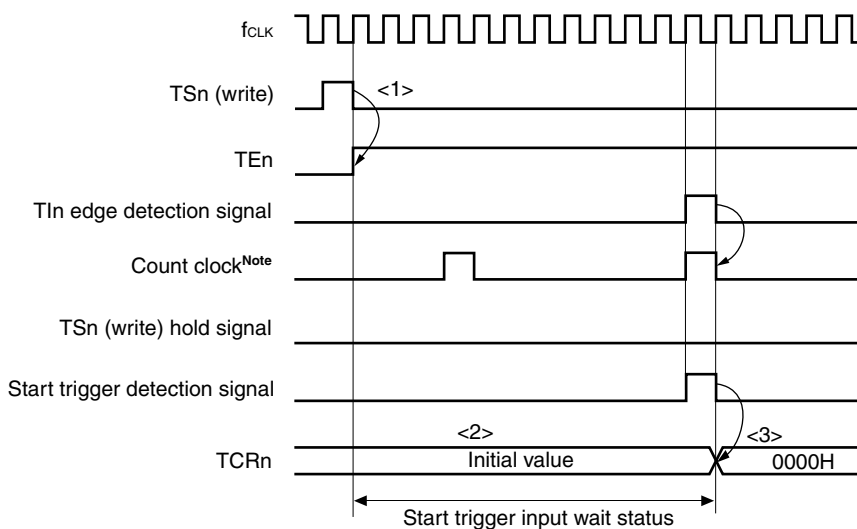 fCLK
TSn (write)
<1>
TEn
TIn edge detection signal
Count clockNote
TSn (write) hold signal
Start trigger detection signal
<2>
<3>
TCRn
Initial value
0000H
Start trigger input wait status